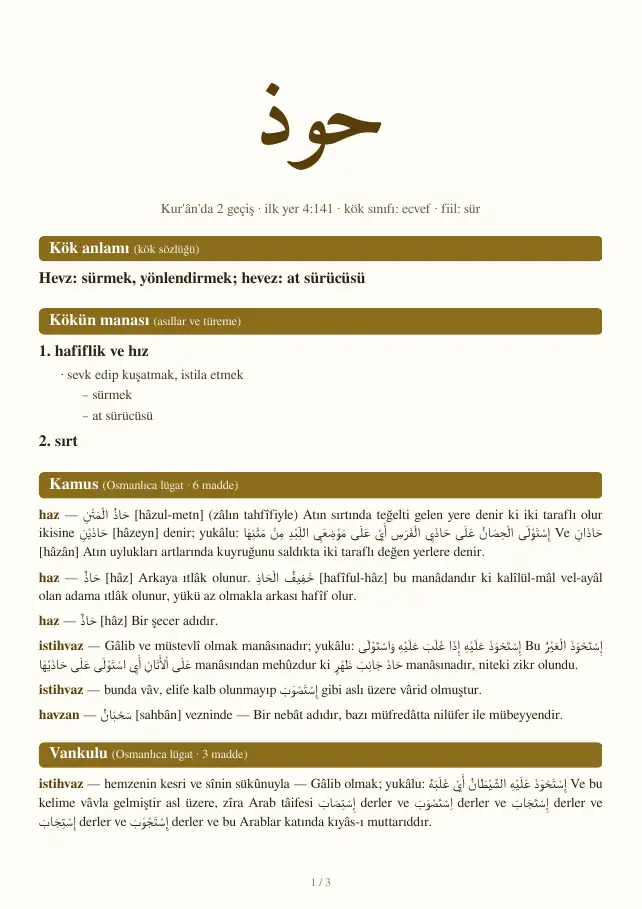 حوذ
Kur'ân'da 2 geçiş · ilk yer 4:141 · kök sınıfı: ecvef · fiil: sür
Kök anlamı (kök sözlüğü)
Hevz: sürmek, yönlendirmek; hevez: at sürücüsü
Kökün manası (asıllar ve türeme)
1. hafiflik ve hız
· sevk edip kuşatmak, istila etmek
– sürmek
– at sürücüsü
2. sırt
Kamus (Osmanlıca lügat · 6 madde)
haz — حَاذُ الْمَتْنِ [hâzul-metn] (zâlın tahfîfiyle) Atın sırtında teğelti gelen yere denir ki iki taraflı olur
ikisine حَاذَيْنِ [hâzeyn] denir; yukâlu: إِسْتَوْلَى الْحِصَانُ عَلَى حَاذَيِ الْفَرَسِ أَيْ عَلَى مَوْضِعَيِ اللِّبْدِ مِنْ مَتْنِهَا Ve حَاذَانِ
[hâzân] Atın uylukları artlarında kuyruğunu saldıkta iki taraflı değen yerlere denir.
haz — حَاذٌ [hâz] Arkaya ıtlâk olunur. خَفِيفُ الْحَاذِ [hafîful-hâz] bu manâdandır ki kalîlül-mâl vel-ayâl
olan adama ıtlâk olunur, yükü az olmakla arkası hafîf olur.
haz — حَاذٌ [hâz] Bir şecer adıdır.
istihvaz — Gâlib ve müstevlî olmak manâsınadır; yukâlu: إِسْتَحْوَذَ عَلَيْهِ إِذَا غَلَبَ عَلَيْهِ وَاسْتَوْلَى Bu إِسْتَحْوَذَ الْعَيْرُ
عَلَى الْأَتَانِ أَيِ اسْتَوْلَى عَلَى حَاذَيْهَا manâsından mehûzdur ki حَاذَ جَانِبَ ظَهْرٍ manâsınadır, niteki zikr olundu.
istihvaz — bunda vâv, elife kalb olunmayıp إِسْتَصْوَبَ gibi aslı üzere vârid olmuştur.
havzan — سَحْبَانُ [sahbân] vezninde — Bir nebât adıdır, bazı müfredâtta nilüfer ile mübeyyendir.
Vankulu (Osmanlıca lügat · 3 madde)
istihvaz — hemzenin kesri ve sînin sükûnuyla — Gâlib olmak; yukâlu: إِسْتَحْوَذَ عَلَيْهِ الشَّيْطَانُ أَيْ غَلَبَهُ Ve bu
kelime vâvla gelmiştir asl üzere, zîra Arab tâifesi إِسْتِصَابَ derler ve إِسْتَصْوَبَ derler ve إِسْتَجَابَ derler ve
إِسْتِجَابَ derler ve إِسْتَجْوَبَ derler ve bu Arablar katında kıyâs-ı muttarıddır.
1 / 3